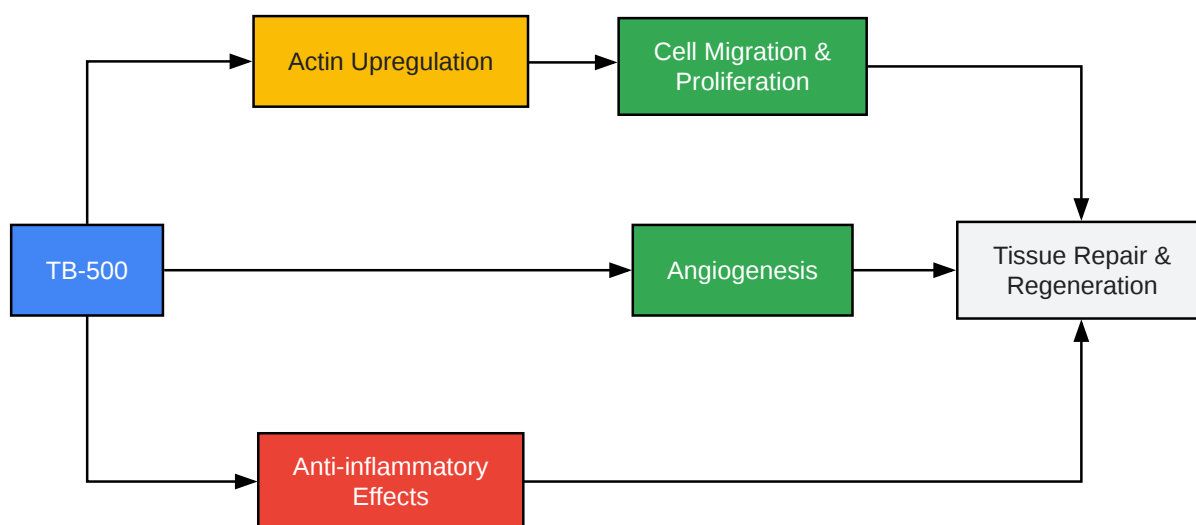 Actin Upregulation
Cell Migration &
Proliferation
TB-500
Angiogenesis
Tissue Repair &
Regeneration
Anti-inflammatory
Effects